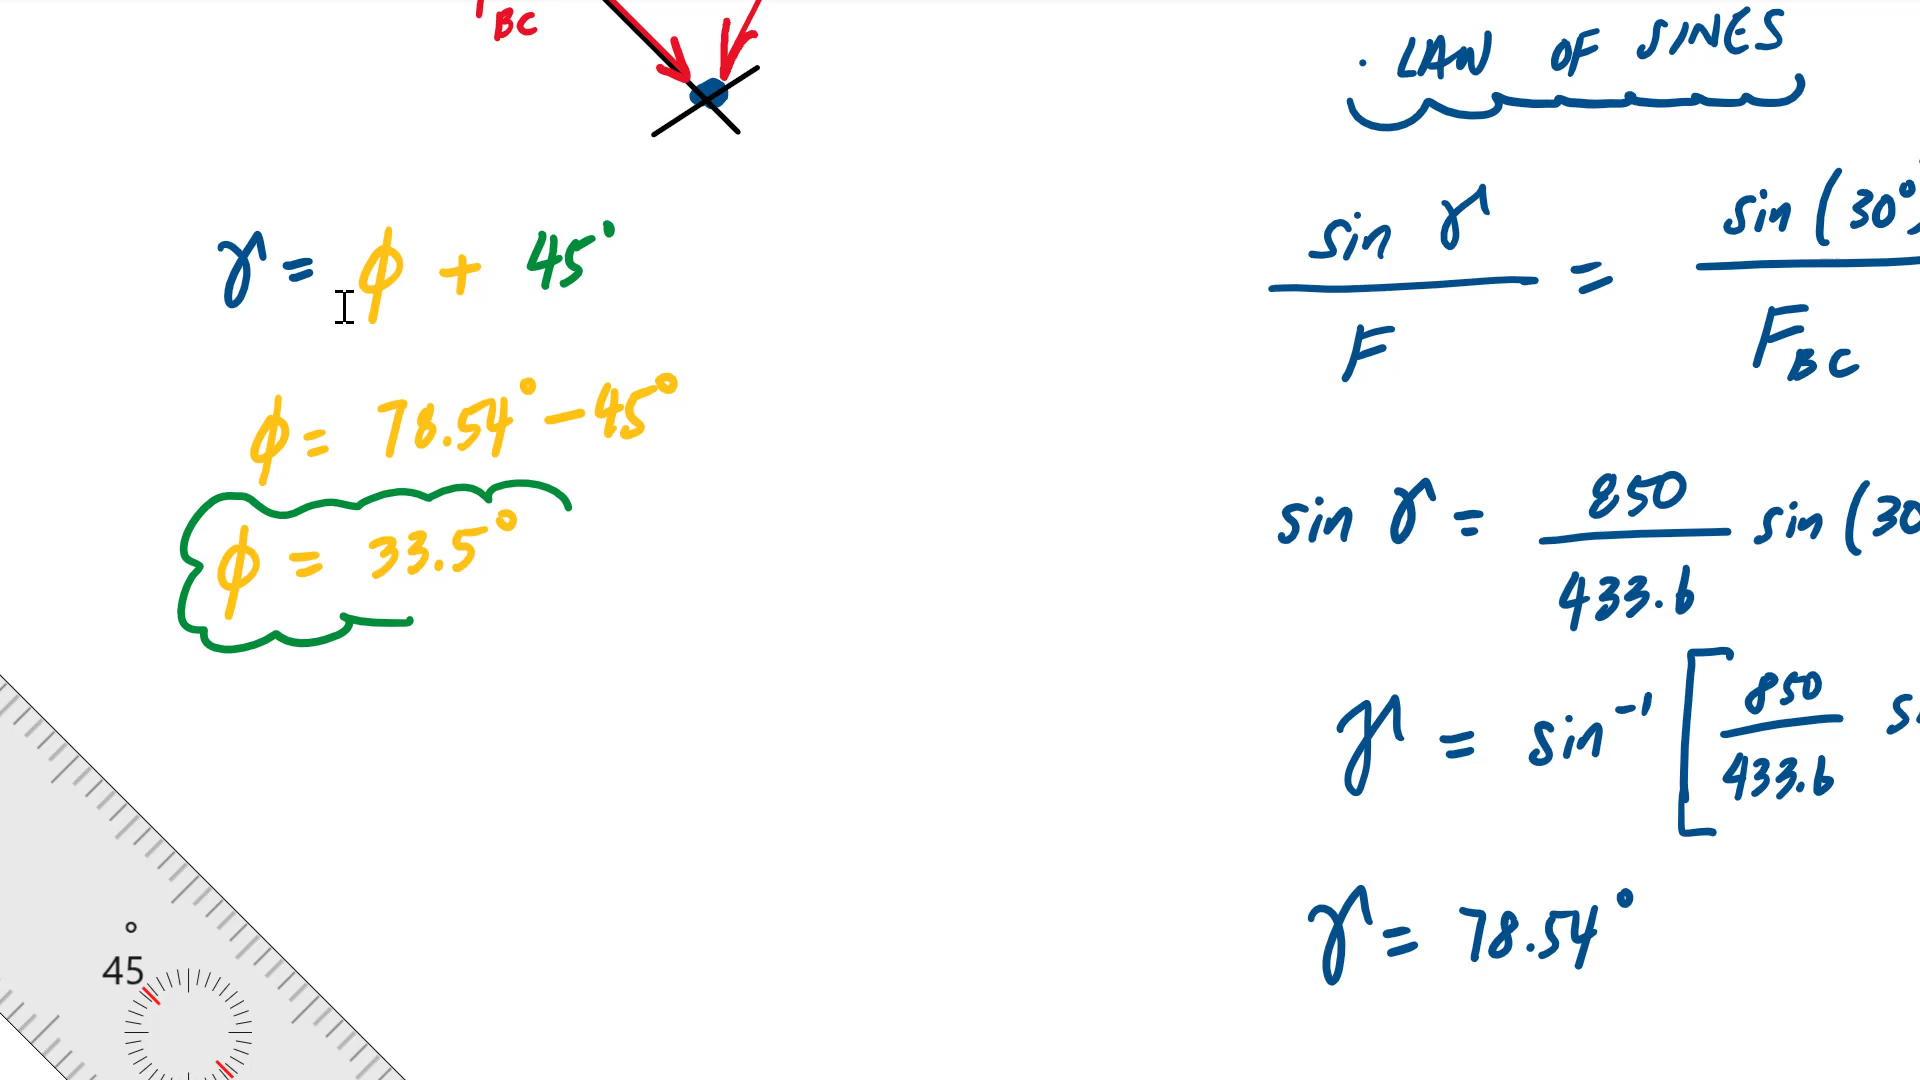 F BC
γ = ϕ + 45°
ϕ = 78.54° - 45°
ϕ = 33.5°
45°
. LAW OF SINES
sin γ / F = sin (30°) / F BC
sin γ = 850 / 433.6 sin (30
γ = sin⁻¹ [ 850 / 433.6 s
γ = 78.54°